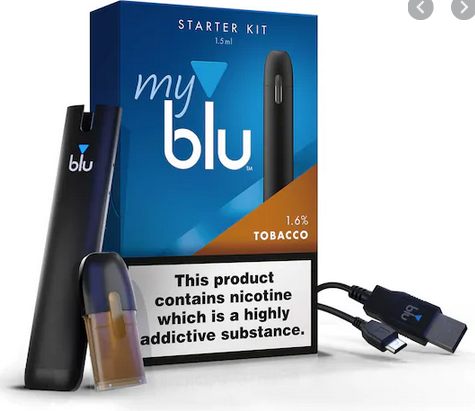 STARTER KIT
1.5ml
my
blu™
1.6%
TOBACCO
This product
contains nicotine
which is a highly
addictive substance.
blu
blu